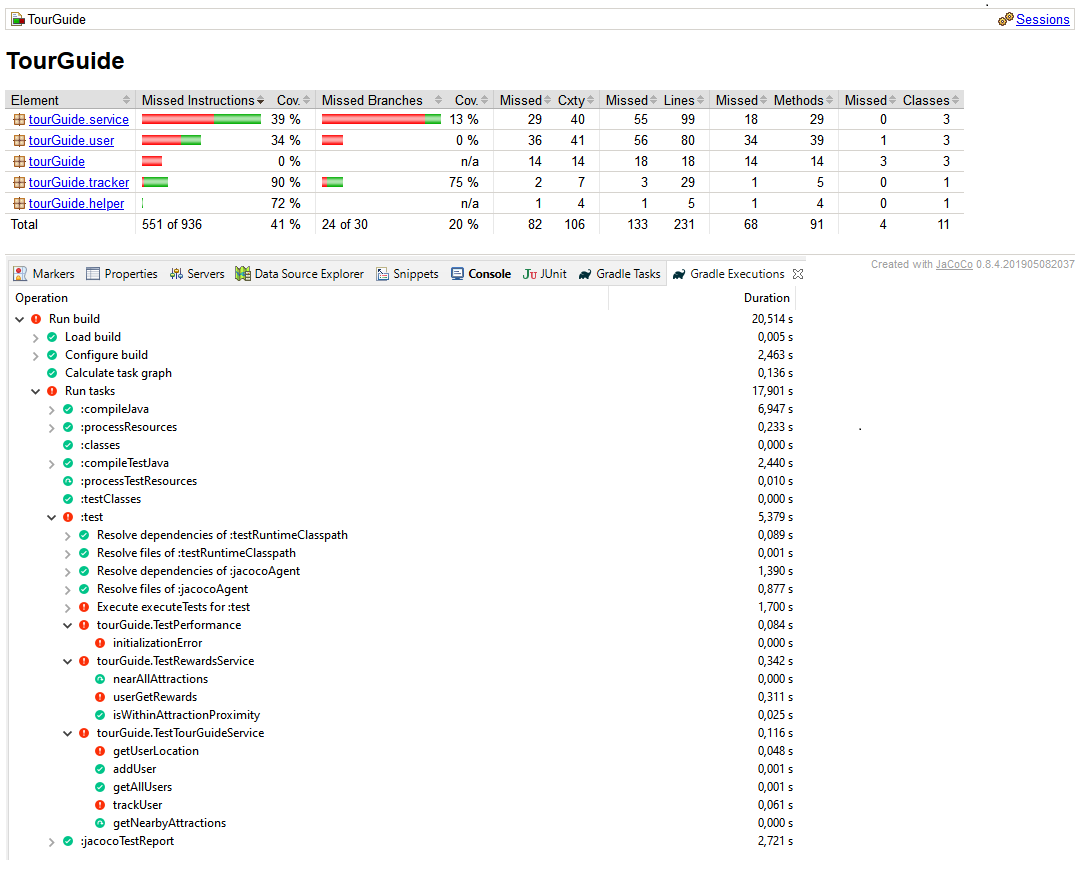 TourGuide Sessions
TourGuide
Element Missed Instructions Cov. Missed Branches Cov. Missed Cxty Missed Lines Missed Methods Missed Classes
tourGuide.service 39 % 13 % 29 40 55 99 18 29 0 3
tourGuide.user 34 % 0 % 36 41 56 80 34 39 1 3
tourGuide 0 % n/a 14 14 18 18 14 14 3 3
tourGuide.tracker 90 % 75 % 2 7 3 29 1 5 0 1
tourGuide.helper 72 % n/a 1 4 1 5 1 4 0 1
Total 551 of 936 41 % 24 of 30 20 % 82 106 133 231 68 91 4 11
Created with JaCoCo 0.8.4.201905082037
Markers Properties Servers Data Source Explorer Snippets Console JUnit Gradle Tasks Gradle Executions
Operation Duration
Run build 20,514 s
Load build 0,005 s
Configure build 2,463 s
Calculate task graph 0,136 s
Run tasks 17,901 s
:compileJava 6,947 s
:processResources 0,233 s
:classes 0,000 s
:compileTestJava 2,440 s
:processTestResources 0,010 s
:testClasses 0,000 s
:test 5,379 s
Resolve dependencies of :testRuntimeClasspath 0,089 s
Resolve files of :testRuntimeClasspath 0,001 s
Resolve dependencies of :jacocoAgent 1,390 s
Resolve files of :jacocoAgent 0,877 s
Execute executeTests for :test 1,700 s
tourGuide.TestPerformance 0,084 s
initializationError 0,000 s
tourGuide.TestRewardsService 0,342 s
nearAllAttractions 0,000 s
userGetRewards 0,311 s
isWithinAttractionProximity 0,025 s
tourGuide.TestTourGuideService 0,116 s
getUserLocation 0,048 s
addUser 0,001 s
getAllUsers 0,001 s
trackUser 0,061 s
getNearbyAttractions 0,000 s
:jacocoTestReport 2,721 s